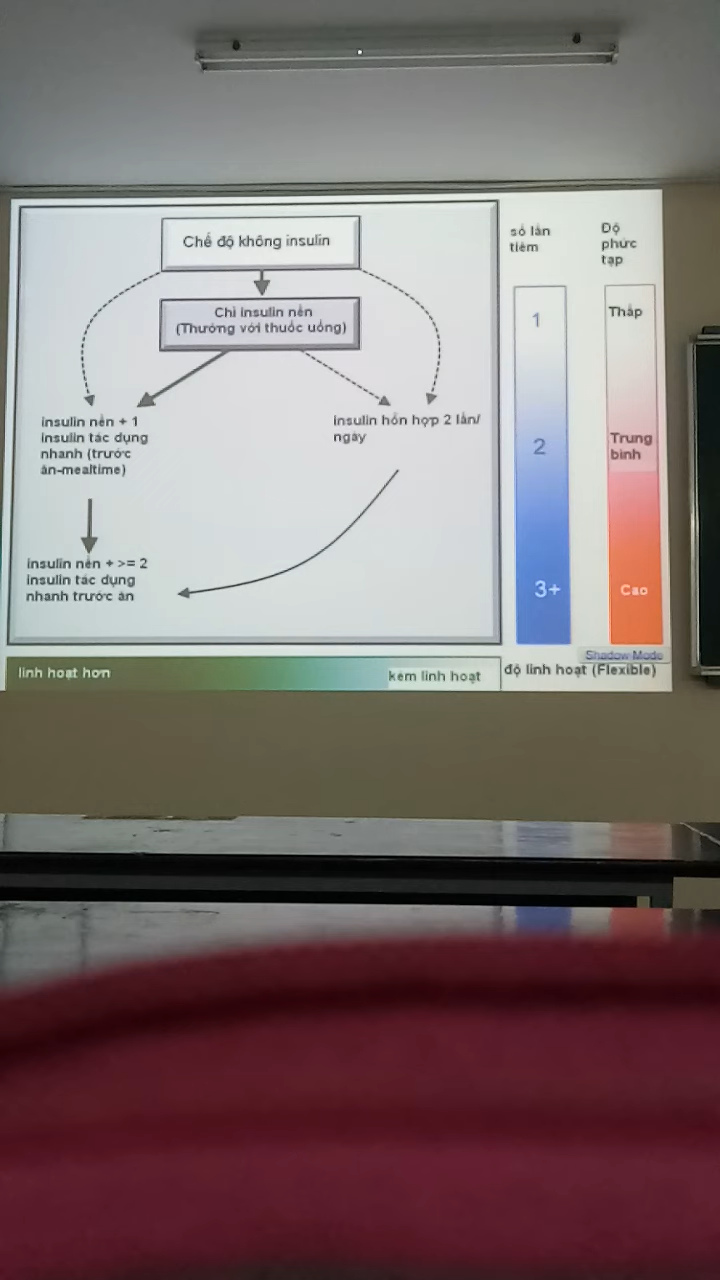 Chế độ không insulin
Chỉ insulin nền
(Thường với thuốc uống)
insulin nền + 1
insulin tác dụng
nhanh (trước
ăn-mealtime)
insulin hỗn hợp 2 lần/
ngày
insulin nền + >= 2
insulin tác dụng
nhanh trước ăn
số lần
tiêm
1
2
3+
Độ
phức
tạp
Thấp
Trung
bình
Cao
Shadow Mode
linh hoạt hơn
kém linh hoạt
độ linh hoạt (Flexible)